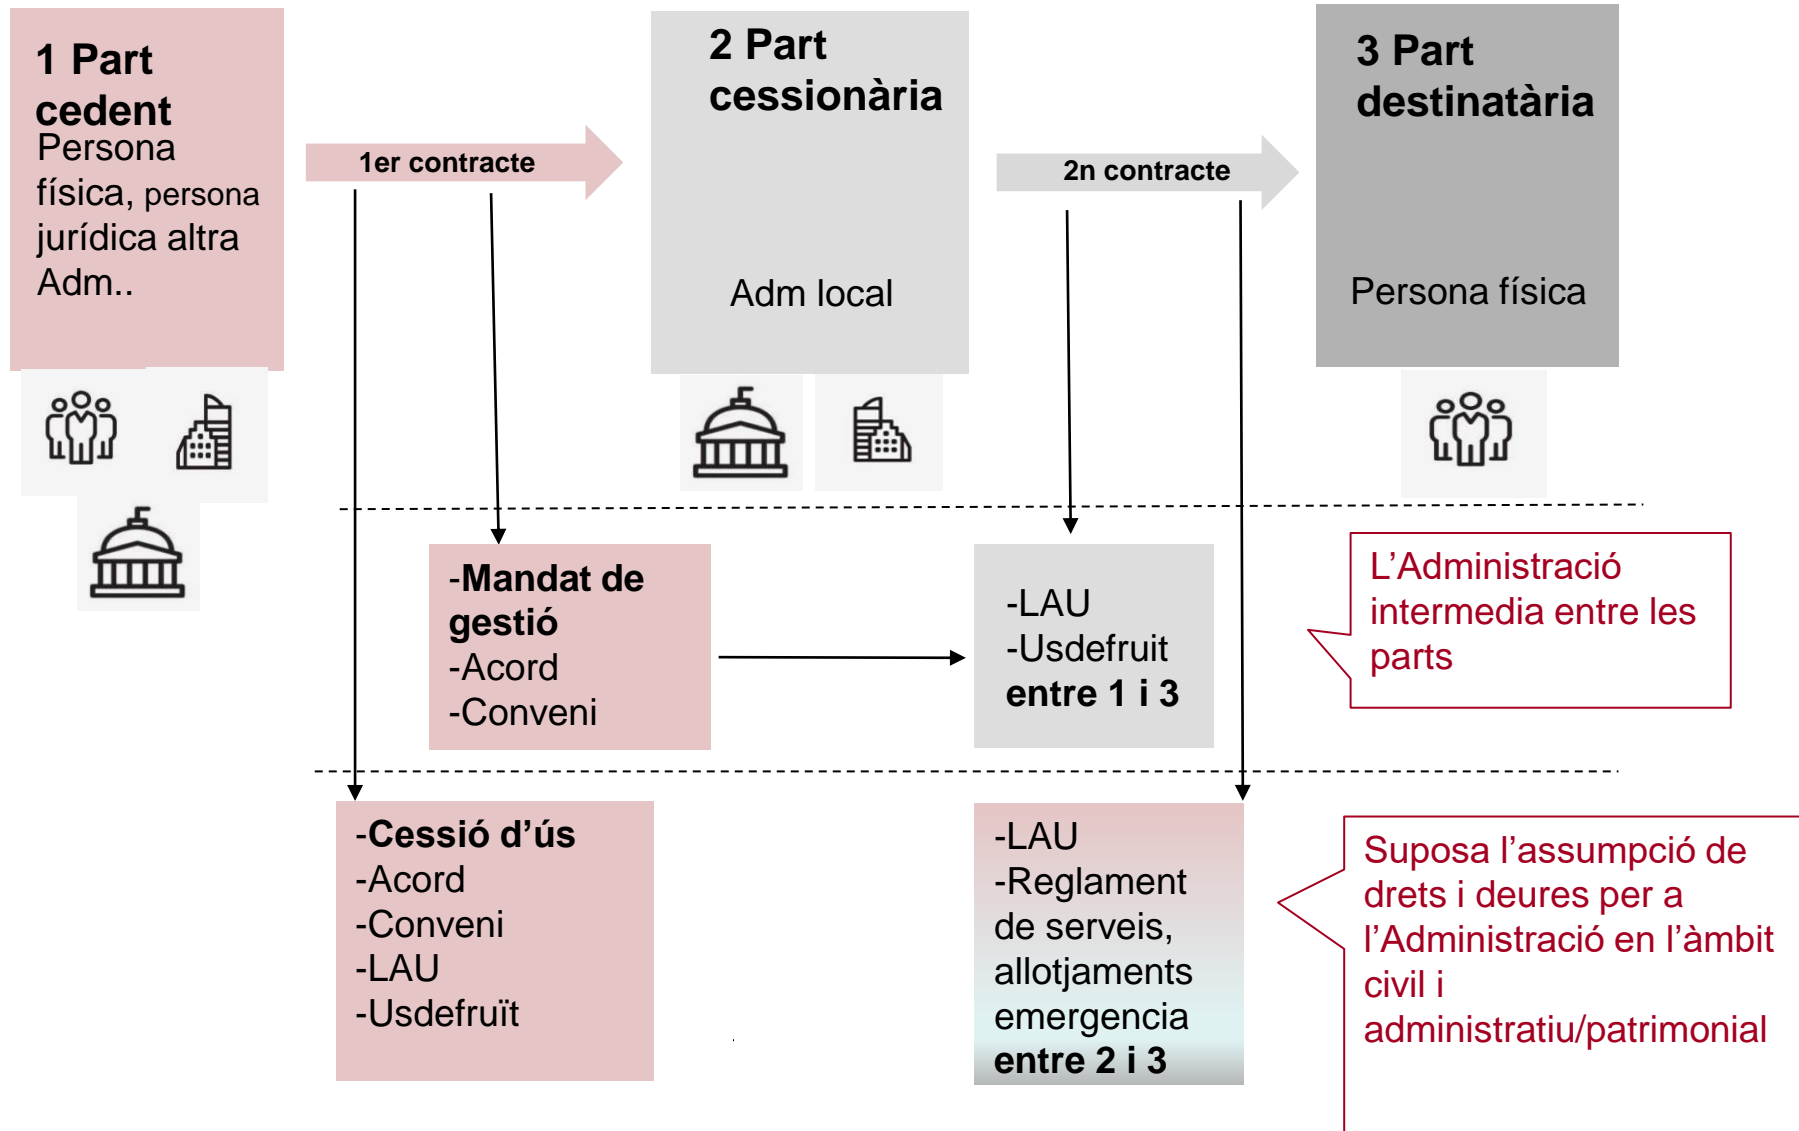 1 Part
cedent
Persona
física, persona
jurídica altra
Adm..
1er contracte
2 Part
cessionària
Adm local
2n contracte
3 Part
destinatària
Persona física
-Mandat de
gestió
-Acord
-Conveni
-LAU
-Usdefruit
entre 1 i 3
L’Administració
intermedia entre les
parts
-Cessió d’ús
-Acord
-Conveni
-LAU
-Usdefruït
-LAU
-Reglament
de serveis,
allotjaments
emergencia
entre 2 i 3
Suposa l’assumpció de
drets i deures per a
l’Administració en l’àmbit
civil i
administratiu/patrimonial